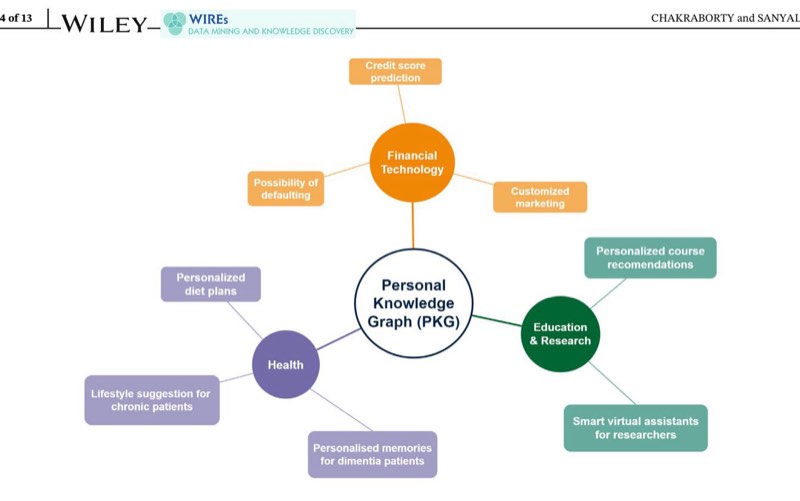 4 of 13
WILEY
WIREs
DATA MINING AND KNOWLEDGE DISCOVERY
CHAKRABORTY and SANYAL
Credit score
prediction
Financial
Technology
Possibility of
defaulting
Customized
marketing
Personalized course
recomendations
Personalized
diet plans
Personal
Knowledge
Graph (PKG)
Education
& Research
Health
Lifestyle suggestion for
chronic patients
Smart virtual assistants
for researchers
Personalised memories
for dimentia patients